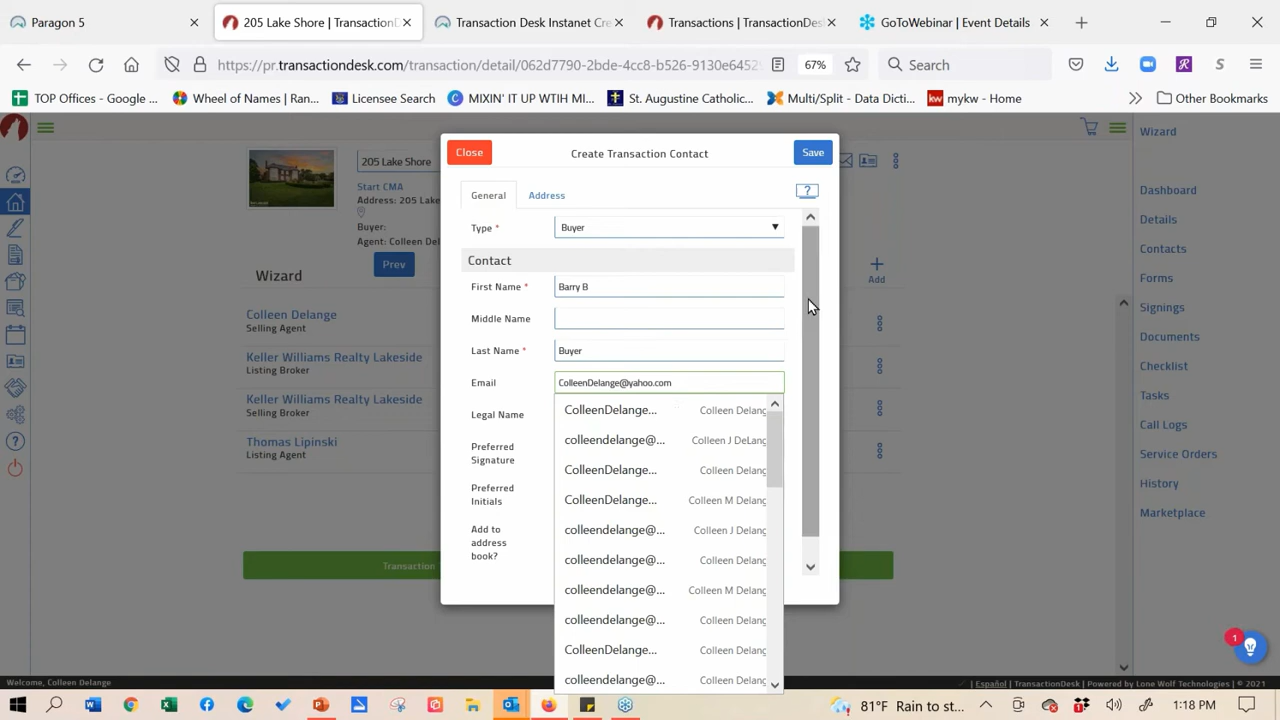 Paragon 5
205 Lake Shore | TransactionD
Transaction Desk Instanet Cre
Transactions | TransactionDes
GoToWebinar | Event Details
https://pr.transactiondesk.com/transaction/detail/062d7790-2bde-4cc8-b526-9130e6452
67%
Search
TOP Offices - Google ...
Wheel of Names | Ran...
Licensee Search
MIXIN' IT UP WTIH MI...
St. Augustine Catholic...
Multi/Split - Data Dict...
mykw - Home
Other Bookmarks
205 Lake Shore
Start CMA
Address: 205 Lake
Buyer:
Agent: Colleen Del
Wizard
Prev
Add
Colleen Delange
Selling Agent
Keller Williams Realty Lakeside
Listing Broker
Keller Williams Realty Lakeside
Selling Broker
Thomas Lipinski
Listing Agent
Transaction
Close
Create Transaction Contact
Save
General
Address
?
Type *
Buyer
Contact
First Name *
Barry B
Middle Name
Last Name *
Buyer
Email
ColleenDelange@yahoo.com
Legal Name
Preferred
Signature
Preferred
Initials
Add to
address
book?
ColleenDelange... Colleen Delang
colleendelange@... Colleen J DeLang
ColleenDelange... Colleen Delang
ColleenDelange... Colleen M Delang
colleendelange@... Colleen J Delang
colleendelange@... Colleen Delang
colleendelange@... Colleen M Delang
colleendelange@... Colleen Delang
ColleenDelange... Colleen Delang
colleendelange@... Colleen Delang
Wizard
Dashboard
Details
Contacts
Forms
Signings
Documents
Checklist
Tasks
Call Logs
Service Orders
History
Marketplace
1
Welcome, Colleen Delange
Español | TransactionDesk | Powered by Lone Wolf Technologies | © 2021
81°F Rain to st...
1:18 PM